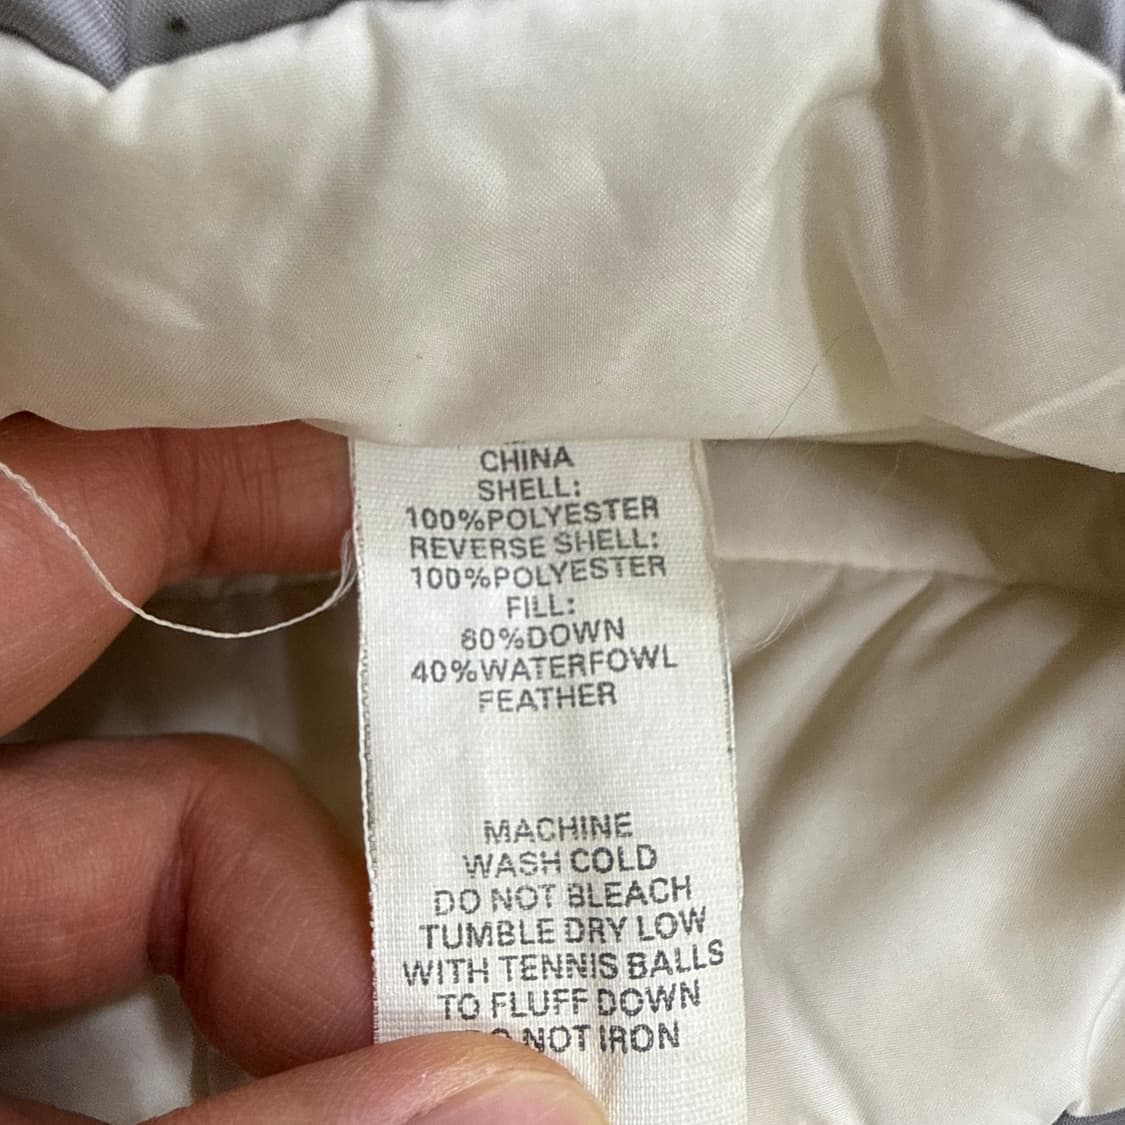 CHINA
SHELL:
100%POLYESTER
REVERSE SHELL:
100%POLYESTER
FILL:
60%DOWN
40%WATERFOWL
FEATHER
MACHINE
WASH COLD
DO NOT BLEACH
TUMBLE DRY LOW
WITH TENNIS BALLS
TO FLUFF DOWN
NOT IRON